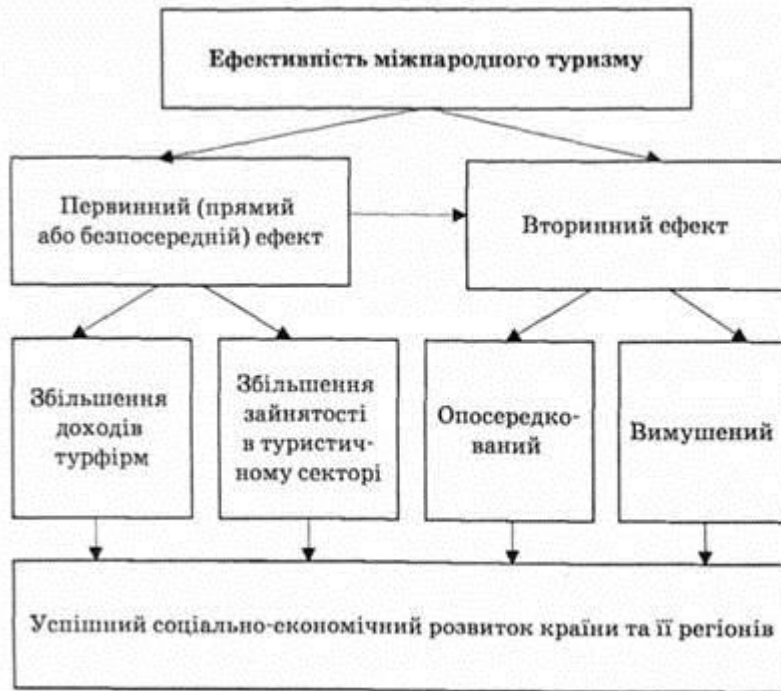 Ефективність міжнародного туризму
Первинний (прямий
або безпосередній) ефект
Вторинний ефект
Збільшення
доходів
турфірм
Збільшення
зайнятості
в туристич-
ному секторі
Опосередко-
ований
Вимушений
Успішний соціально-економічний розвиток країни та її регіонів